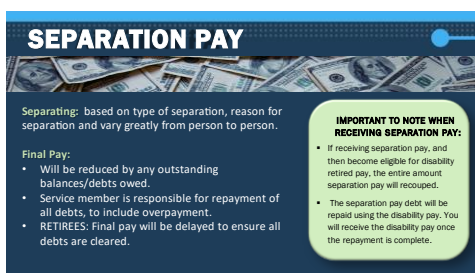 SEPARATION PAY
Separating: based on type of separation, reason for
separation and vary greatly from person to person.
Final Pay:
• Will be reduced by any outstanding
balances/debts owed.
• Service member is responsible for repayment of
all debts, to include overpayment.
• RETIREES: Final pay will be delayed to ensure all
debts are cleared.
IMPORTANT TO NOTE WHEN
RECEIVING SEPARATION PAY:
▪ If receiving separation pay, and
then become eligible for disability
retired pay, the entire amount
separation pay will recouped.
▪ The separation pay debt will be
repaid using the disability pay. You
will receive the disability pay once
the repayment is complete.